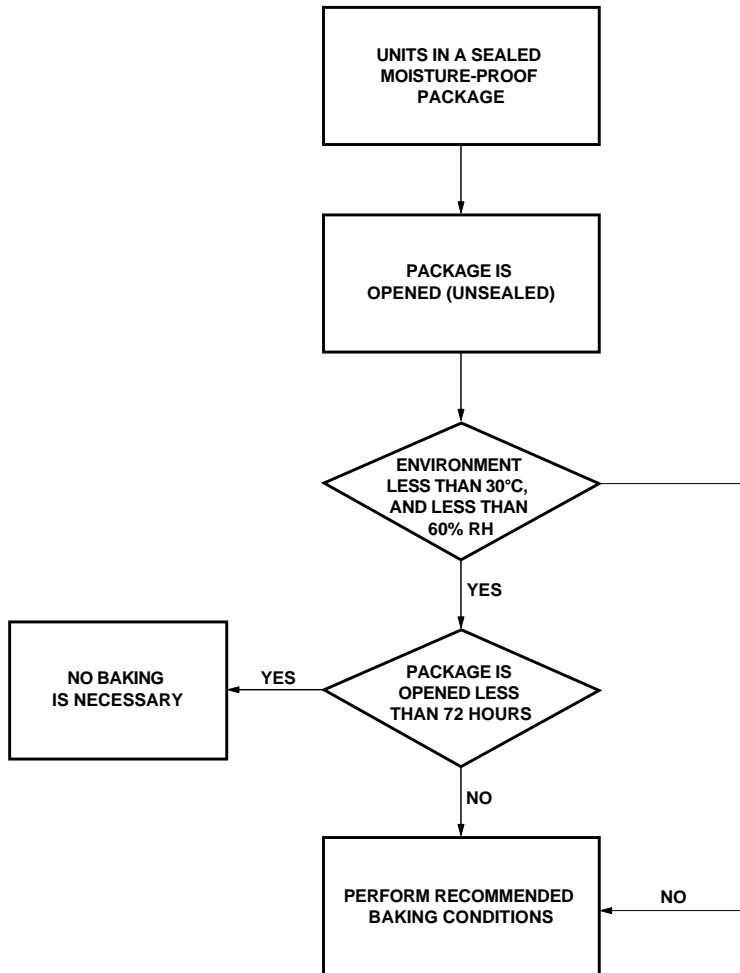 UNITS IN A SEALED
MOISTURE-PROOF
PACKAGE
PACKAGE IS
OPENED (UNSEALED)
ENVIRONMENT
LESS THAN 30°C,
AND LESS THAN
60% RH
YES
NO BAKING
IS NECESSARY
YES
PACKAGE IS
OPENED LESS
THAN 72 HOURS
NO
PERFORM RECOMMENDED
BAKING CONDITIONS
NO